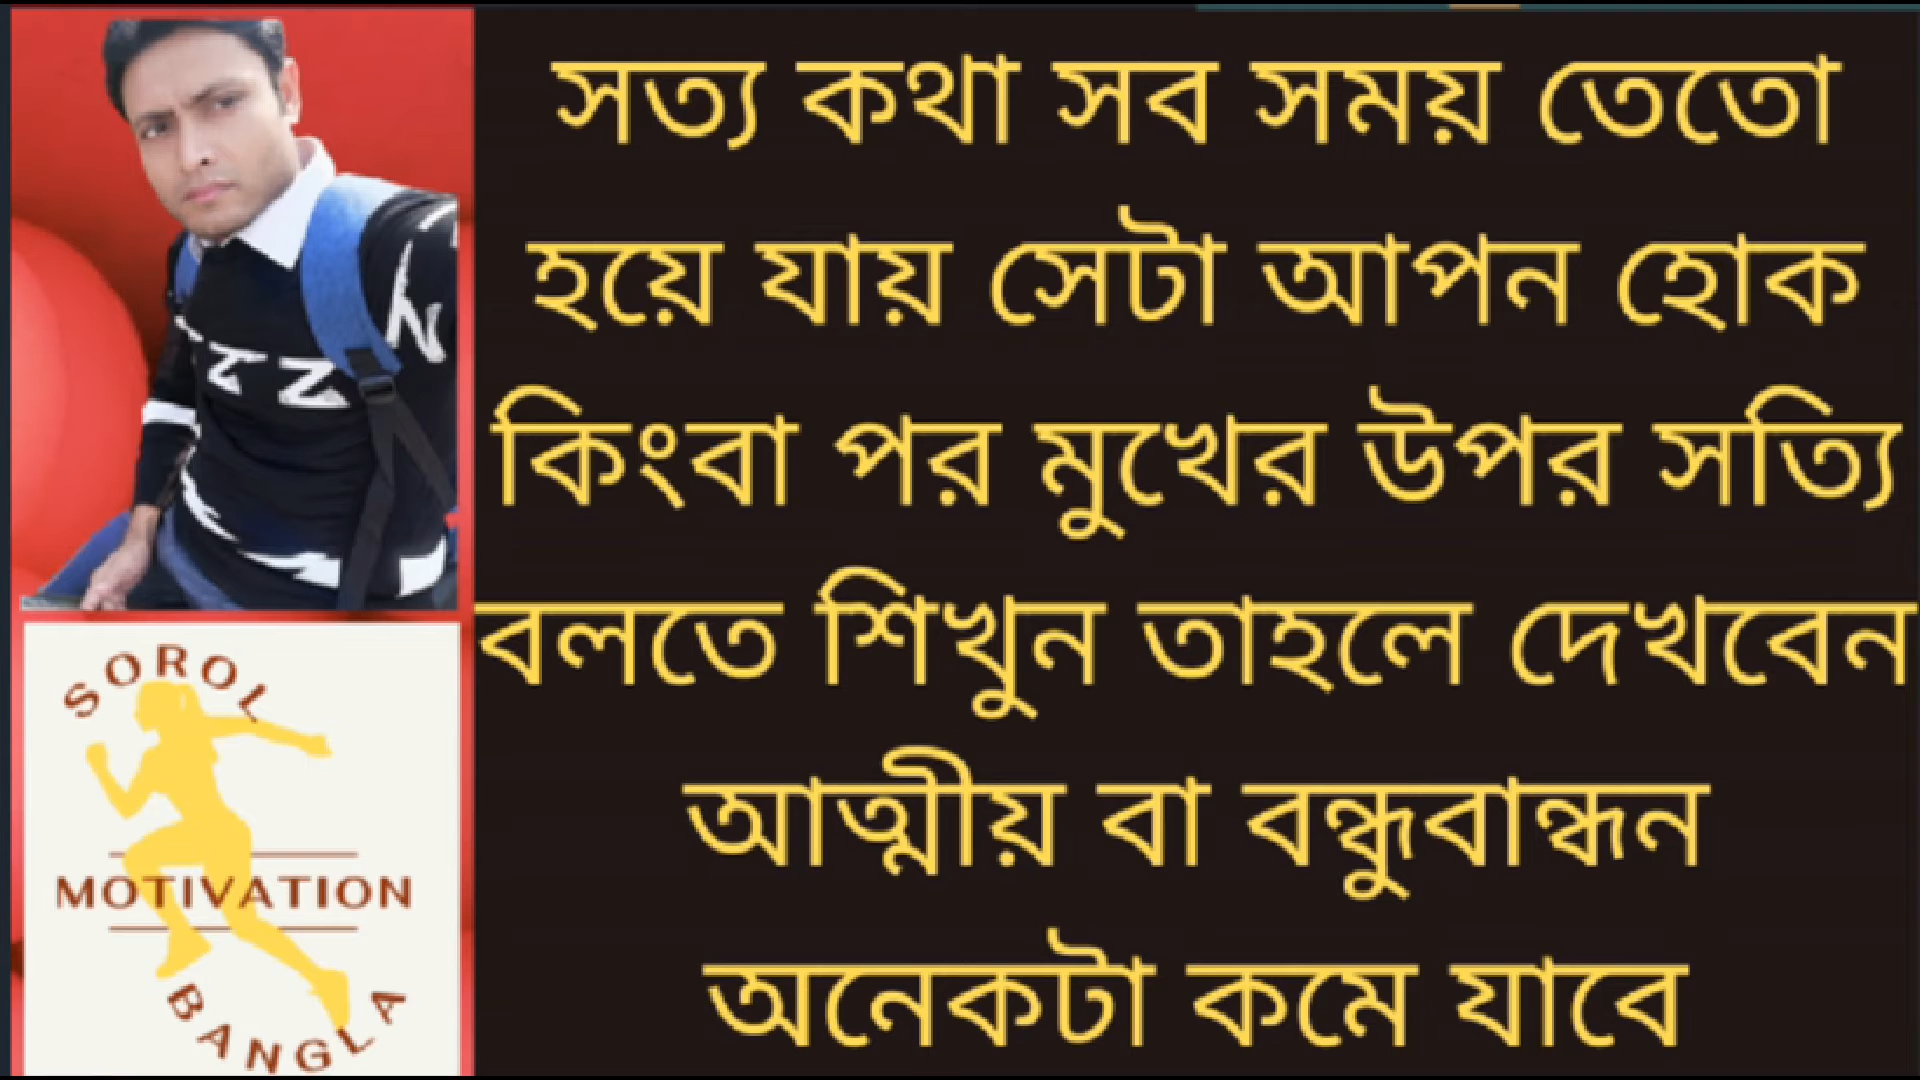 সত্য কথা সব সময় তেতো
হয়ে যায় সেটা আপন হোক
কিংবা পর মুখের উপর সত্যি
বলতে শিখুন তাহলে দেখবেন
আত্মীয় বা বন্ধুবান্ধন
অনেকটা কমে যাবে
SOROL
MOTIVATION
BANGLA